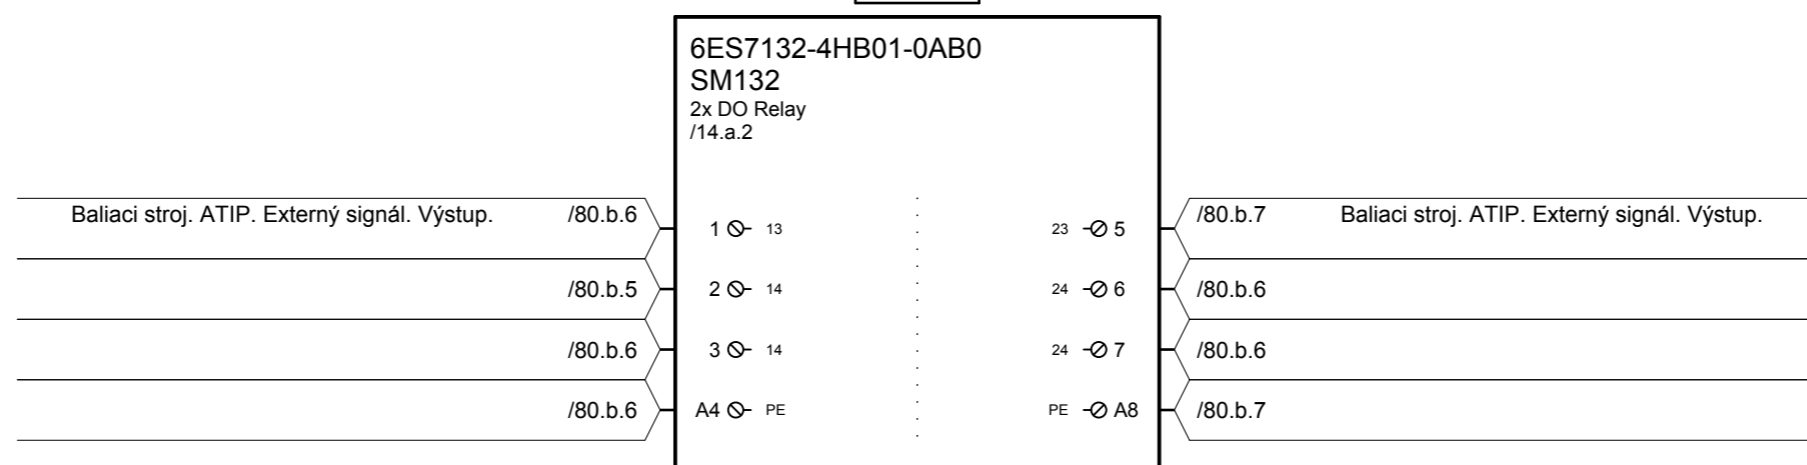 6ES7132-4HB01-0AB0
SM132
2x DO Relay
/14.a.2
Baliaci stroj. ATIP. Externý signál. Výstup. /80.b.6 1 13 23 5 /80.b.7 Baliaci stroj. ATIP. Externý signál. Výstup.
/80.b.5 2 14 24 6 /80.b.6
/80.b.6 3 14 24 7 /80.b.6
/80.b.6 A4 PE PE A8 /80.b.7